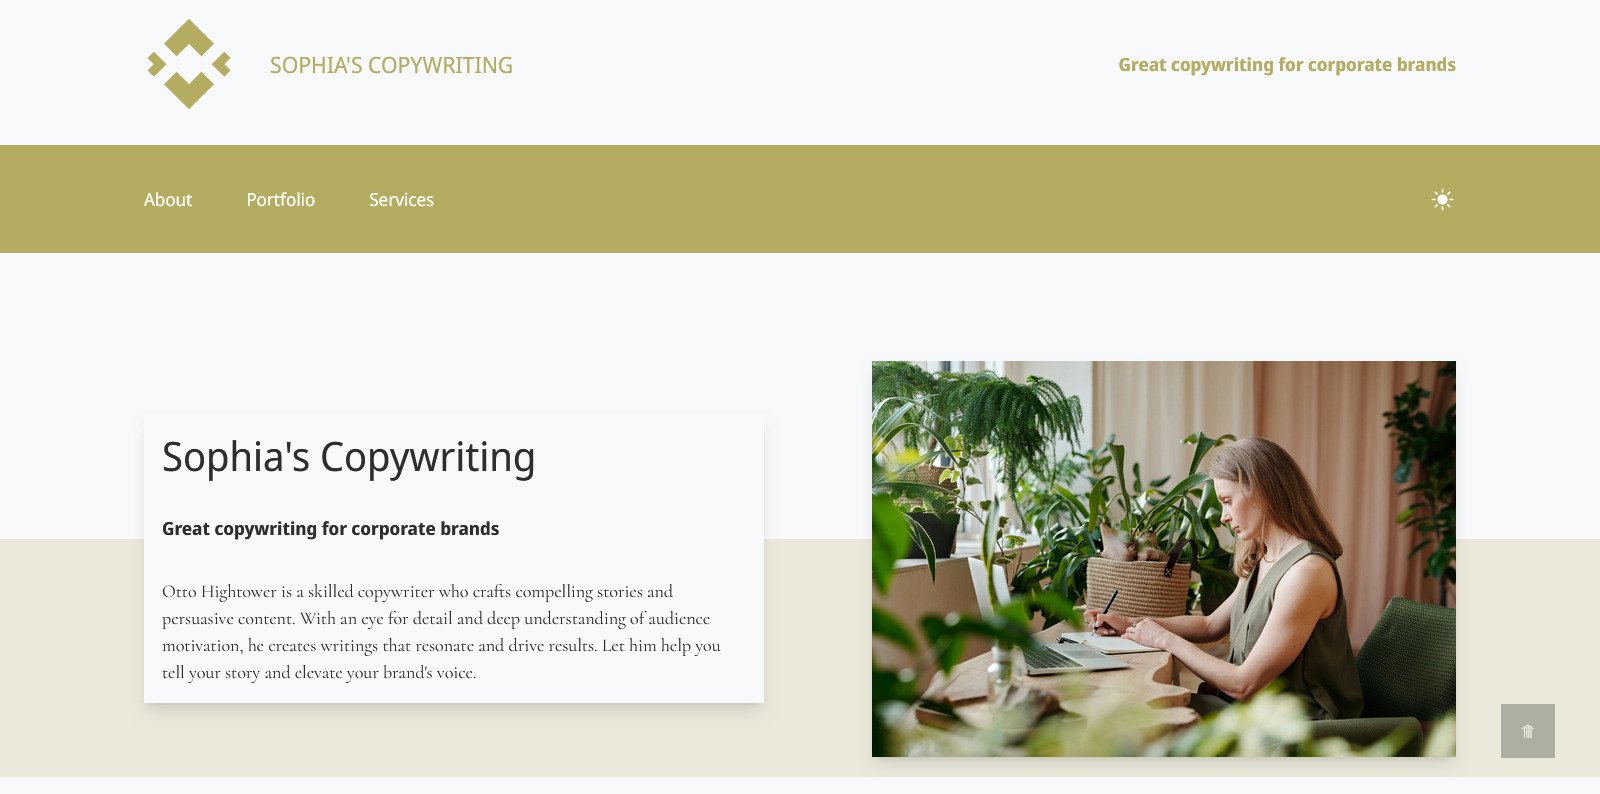 SOPHIA'S COPYWRITING
Great copywriting for corporate brands
About
Portfolio
Services
Sophia's Copywriting
Great copywriting for corporate brands
Otto Hightower is a skilled copywriter who crafts compelling stories and
persuasive content. With an eye for detail and deep understanding of audience
motivation, he creates writings that resonate and drive results. Let him help you
tell your story and elevate your brand's voice.